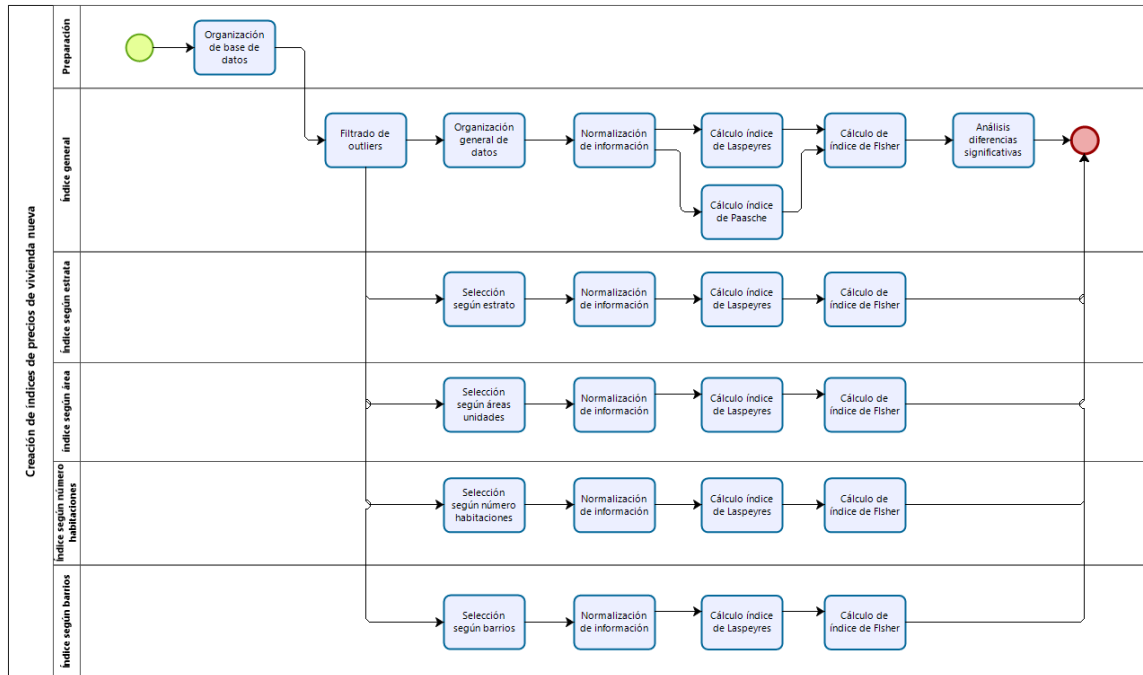 Creación de índices de precios de vivienda nueva
Preparación
Organización
de base de
datos
Índice general
Filtrado de
outliers
Organización
general de
datos
Normalización
de información
Cálculo índice
de Laspeyres
Cálculo de
índice de FIsher
Análisis
diferencias
significativas
Cálculo índice
de Paasche
Índice según estrata
Selección
según estrato
Normalización
de información
Cálculo índice
de Laspeyres
Cálculo de
índice de FIsher
índice según área
Selección
según áreas
unidades
Normalización
de información
Cálculo índice
de Laspeyres
Cálculo de
índice de FIsher
Índice según número
habitaciones
Selección
según número
habitaciones
Normalización
de información
Cálculo índice
de Laspeyres
Cálculo de
índice de FIsher
Índice según barrios
Selección
según barrios
Normalización
de información
Cálculo índice
de Laspeyres
Cálculo de
índice de FIsher